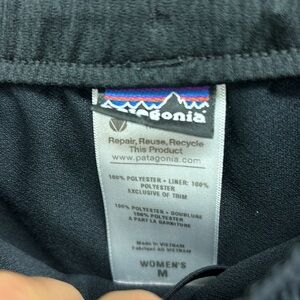 patagonia
Repair, Reuse, Recycle
This Product
www.patagonia.com
100% POLYESTER • LINER: 100%
POLYESTER
EXCLUSIVE OF TRIM
100% POLYESTER • DOUBLURE
100% POLYESTER
À PART LA GARNITURE
Made in VIETNAM
Fabriqué AU VIETNAM
WOMEN'S
M